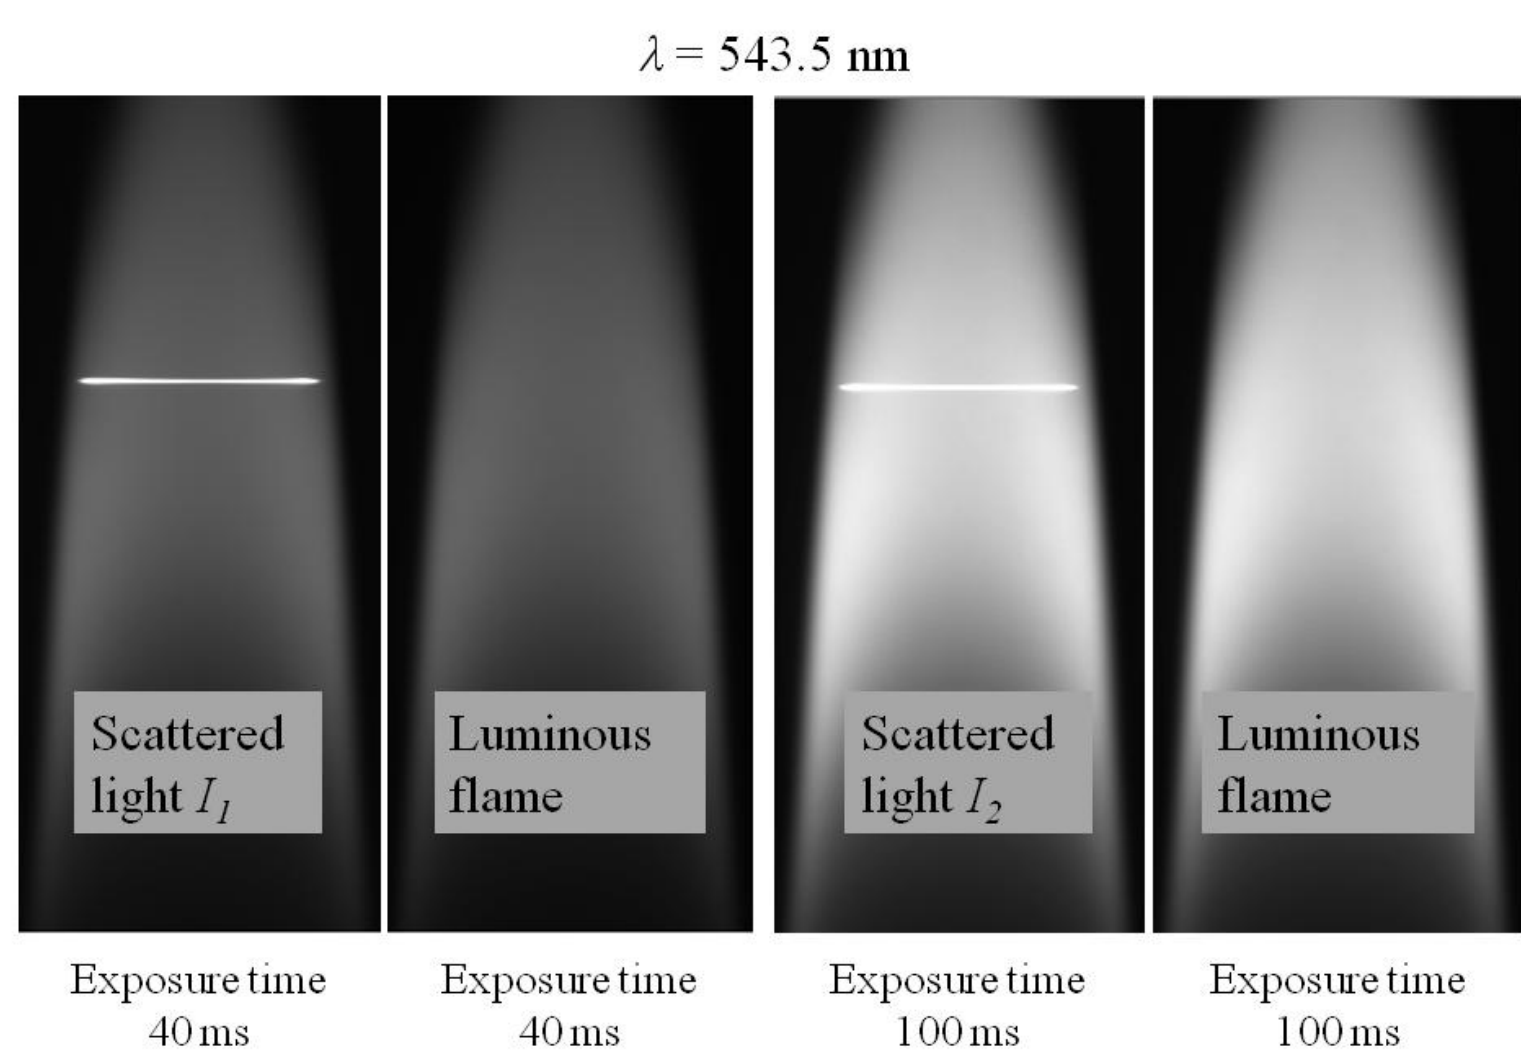 λ = 543.5 nm
Scattered
light I₁
Luminous
flame
Scattered
light I₂
Luminous
flame
Exposure time
40 ms
Exposure time
40 ms
Exposure time
100 ms
Exposure time
100 ms